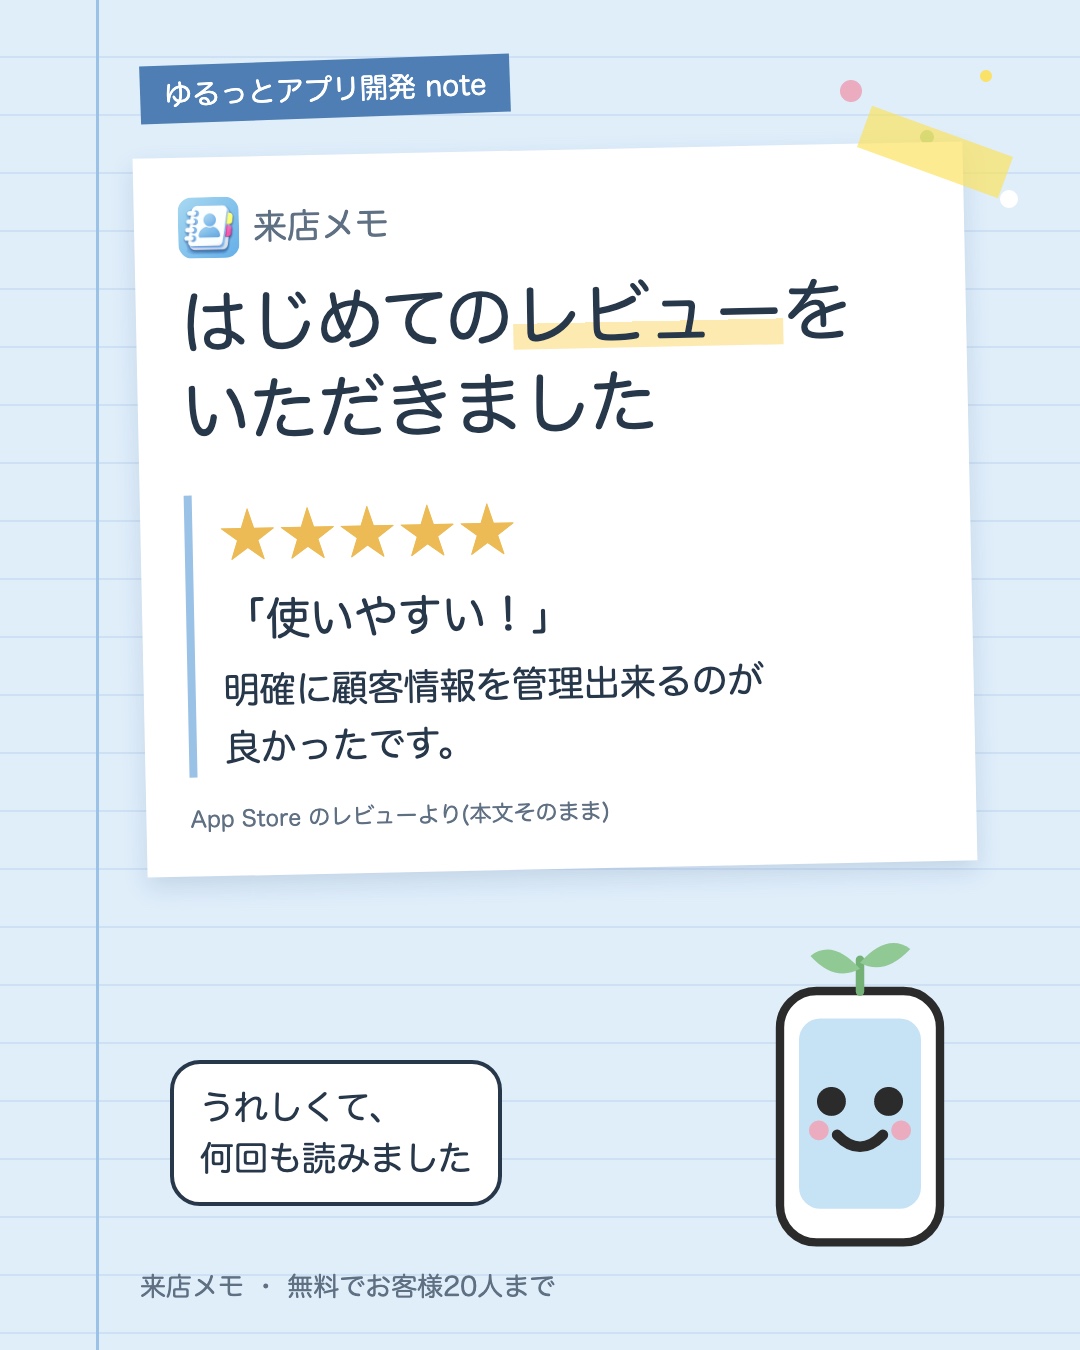 ゆるっとアプリ開発 note
来店メモ
はじめてのレビューを
いただきました
★★★★★
「使いやすい！」
明確に顧客情報を管理出来るのが
良かったです。
App Store のレビューより(本文そのまま)
うれしくて、
何回も読みました
来店メモ ・ 無料でお客様20人まで